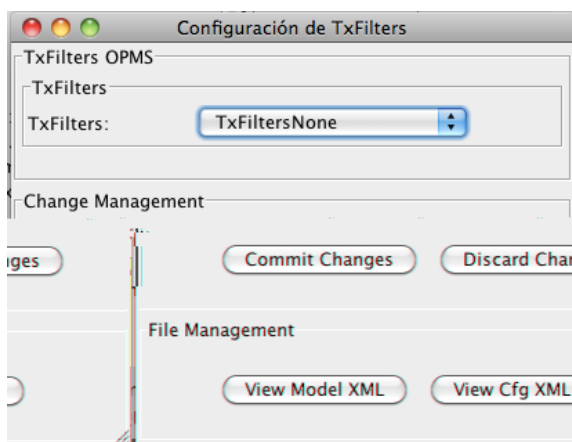 Configuración de TxFilters
TxFilters OPMS
TxFilters
TxFilters: TxFiltersNone
Change Management
Commit Changes Discard
File Management
View Model XML View Cfg XML